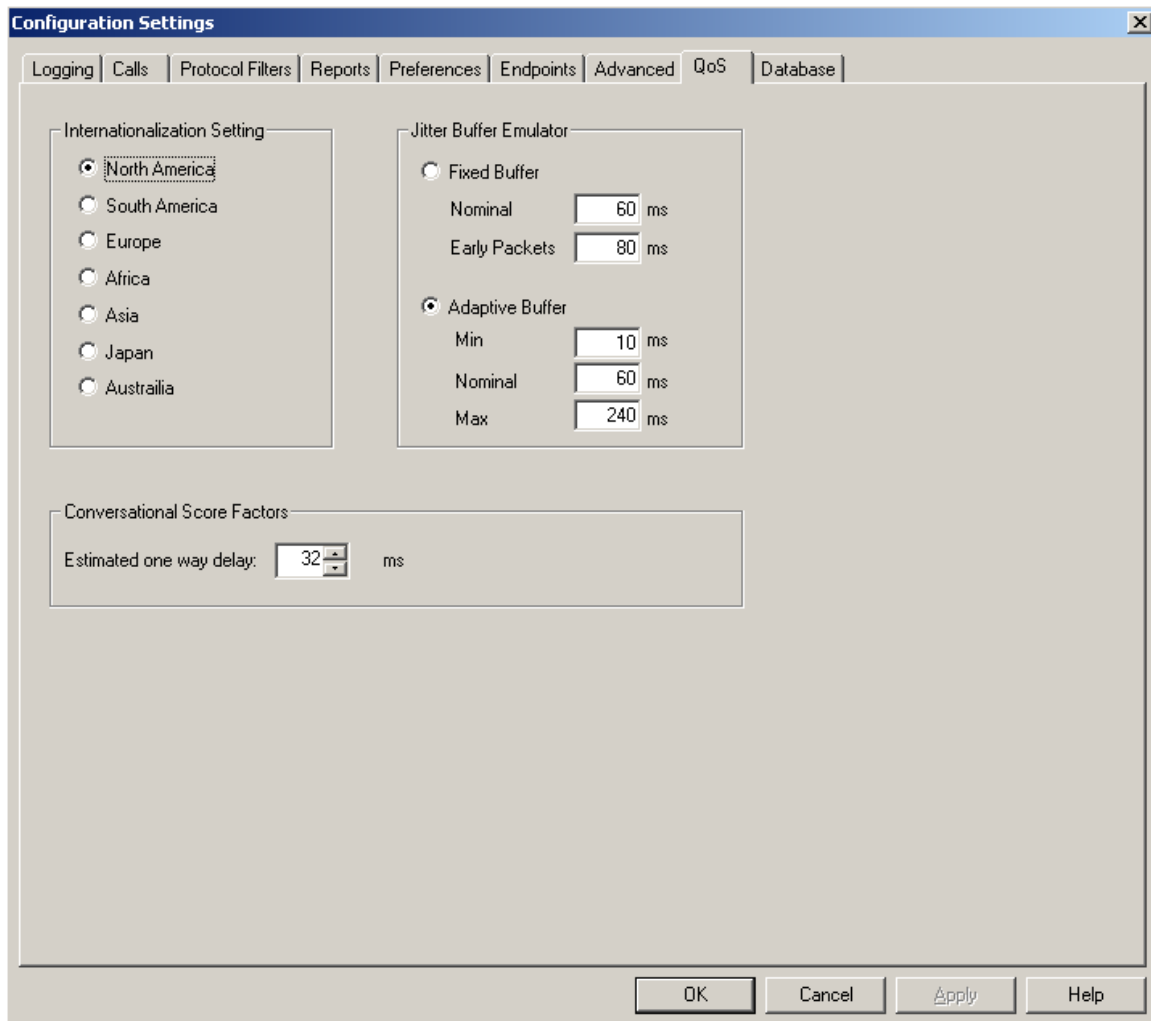 Configuration Settings
Logging Calls Protocol Filters Reports Preferences Endpoints Advanced QoS Database
Internationalization Setting
North America
South America
Europe
Africa
Asia
Japan
Austrailia
Jitter Buffer Emulator
Fixed Buffer
Nominal 60 ms
Early Packets 80 ms
Adaptive Buffer
Min 10 ms
Nominal 60 ms
Max 240 ms
Conversational Score Factors
Estimated one way delay: 32 ms
OK Cancel Apply Help